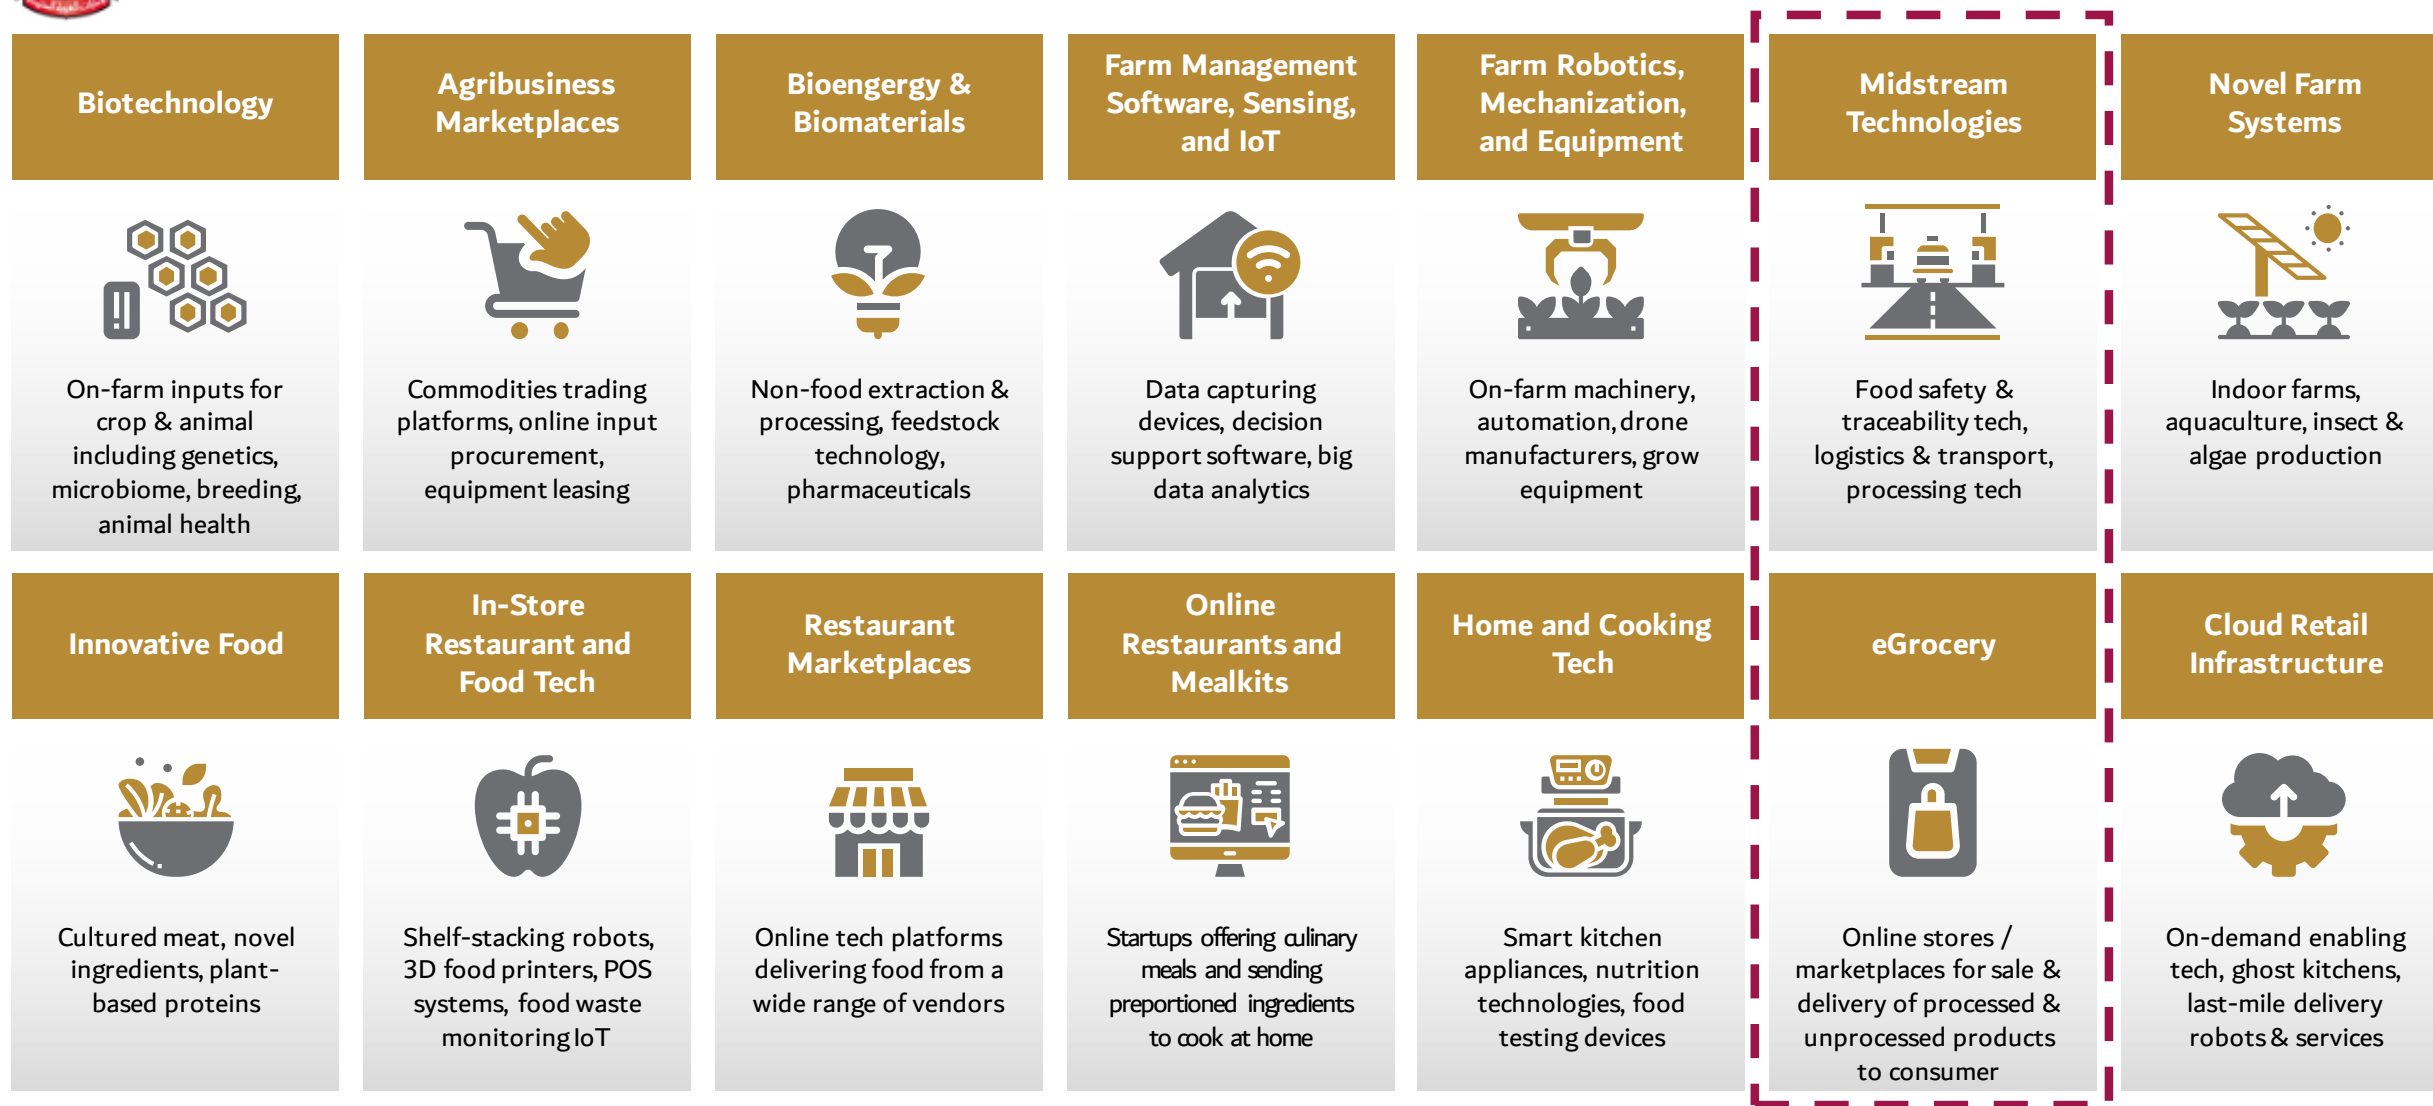 Biotechnology
On-farm inputs for
crop & animal
including genetics,
microbiome, breeding,
animal health
Agribusiness
Marketplaces
Commodities trading
platforms, online input
procurement,
equipment leasing
Bioengergy &
Biomaterials
Non-food extraction &
processing, feedstock
technology,
pharmaceuticals
Farm Management
Software, Sensing,
and IoT
Data capturing
devices, decision
support software, big
data analytics
Farm Robotics,
Mechanization,
and Equipment
On-farm machinery,
automation, drone
manufacturers, grow
equipment
Midstream
Technologies
Food safety &
traceability tech,
logistics & transport,
processing tech
Novel Farm
Systems
Indoor farms,
aquaculture, insect &
algae production
Innovative Food
Cultured meat, novel
ingredients, plant-
based proteins
In-Store
Restaurant and
Food Tech
Shelf-stacking robots,
3D food printers, POS
systems, food waste
monitoring IoT
Restaurant
Marketplaces
Online tech platforms
delivering food from a
wide range of vendors
Online
Restaurants and
Mealkits
Startups offering culinary
meals and sending
preportioned ingredients
to cook at home
Home and Cooking
Tech
Smart kitchen
appliances, nutrition
technologies, food
testing devices
eGrocery
Online stores /
marketplaces for sale &
delivery of processed &
unprocessed products
to consumer
Cloud Retail
Infrastructure
On-demand enabling
tech, ghost kitchens,
last-mile delivery
robots & services